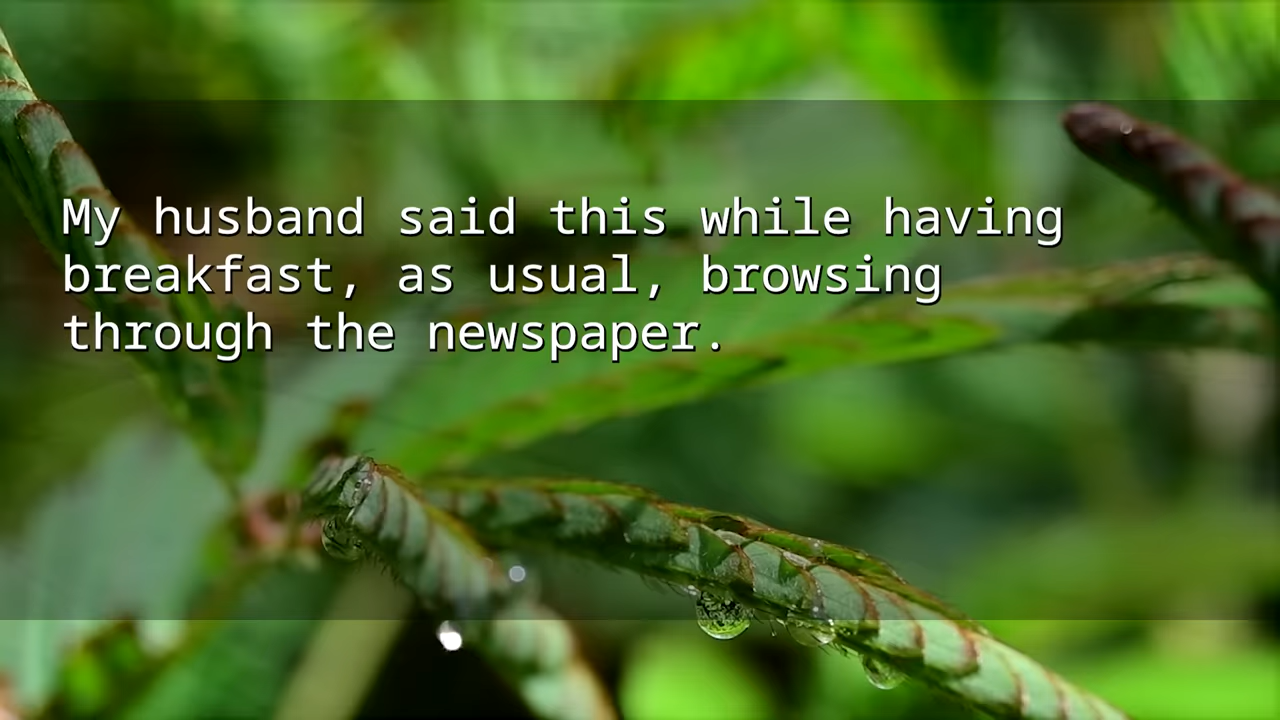 My husband said this while having
breakfast, as usual, browsing
through the newspaper.